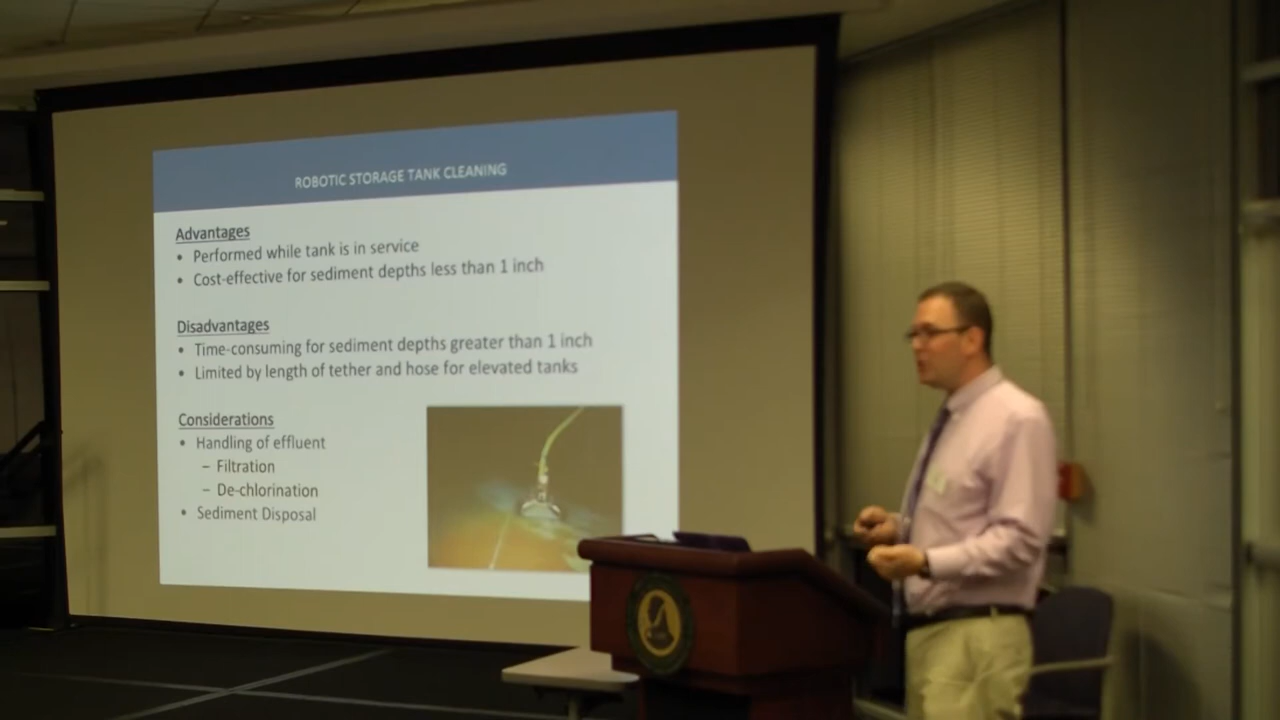 ROBOTIC STORAGE TANK CLEANING
Advantages
• Performed while tank is in service
• Cost-effective for sediment depths less than 1 inch
Disadvantages
• Time-consuming for sediment depths greater than 1 inch
• Limited by length of tether and hose for elevated tanks
Considerations
• Handling of effluent
– Filtration
– De-chlorination
• Sediment Disposal